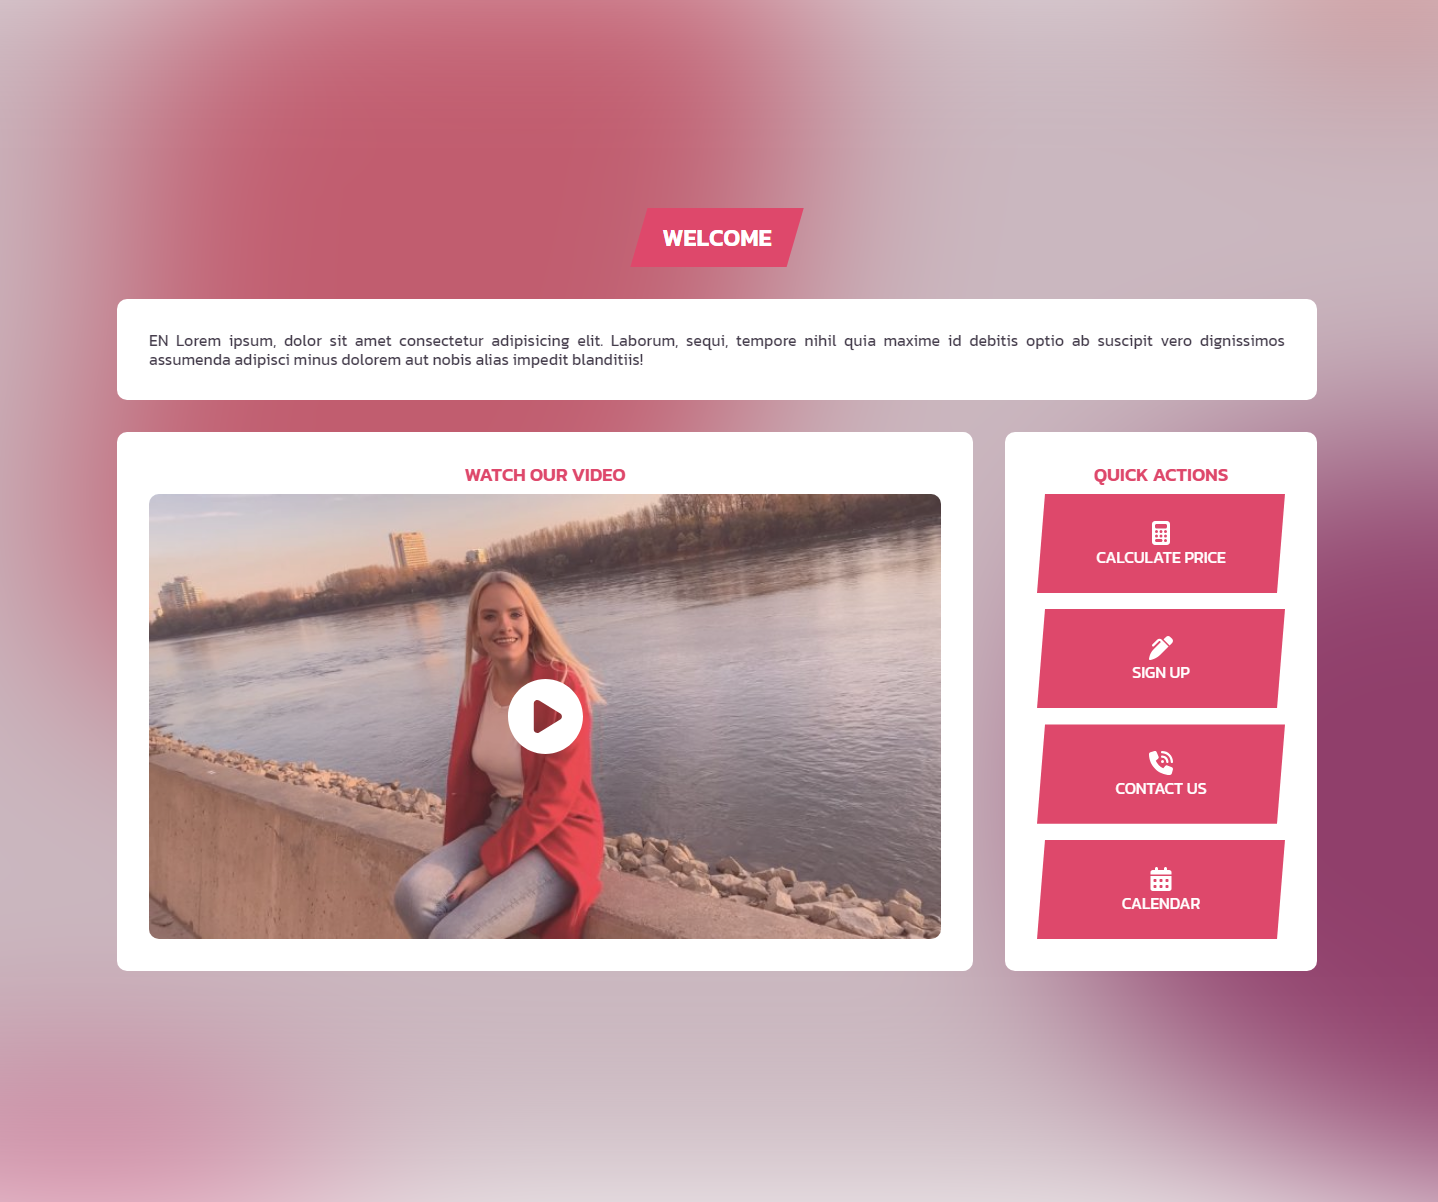 WELCOME
EN Lorem ipsum, dolor sit amet consectetur adipisicing elit. Laborum, sequi, tempore nihil quia maxime id debitis optio ab suscipit vero dignissimos
assumenda adipisci minus dolorem aut nobis alias impedit blanditiis!
WATCH OUR VIDEO
QUICK ACTIONS
CALCULATE PRICE
SIGN UP
CONTACT US
CALENDAR